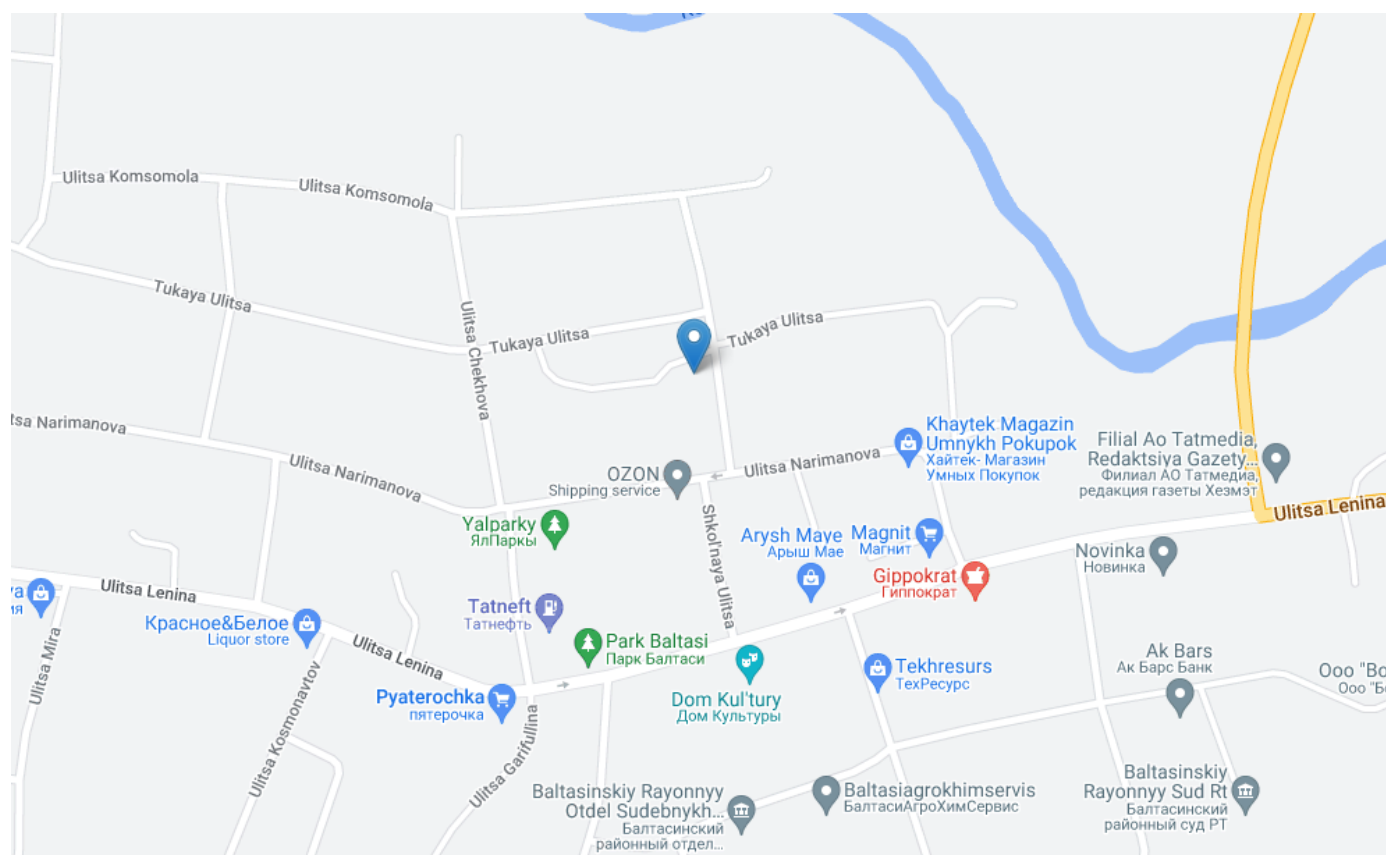 Ulitsa Komsomola
Ulitsa Komsomola
Tukaya Ulitsa
Ulitsa Chekhova
Tukaya Ulitsa
Tukaya Ulitsa
tsa Narimanova
Ulitsa Narimanova
OZON
Shipping service
Ulitsa Narimanova
Khaytek Magazin
Umnykh Pokupok
Хайтек- Магазин
Умных Покупок
Filial Ao Tatmedia,
Redaktsiya Gazety...
Филиал АО Татмедиа,
редакция газеты Хезмэт
Ulitsa Lenina
Yalparky
ЯлПаркы
Shkol'naya Ulitsa
Arysh Maye
Арыш Мае
Magnit
Магнит
Gippokrat
Гиппократ
Novinka
Новинка
Ulitsa Lenina
Красное&Белое
Liquor store
Ulitsa Mira
Ulitsa Kosmonavtov
Ulitsa Lenina
Tatneft
Татнефть
Park Baltasi
Парк Балтаси
Pyaterochka
пятерочка
Ulitsa Garifullina
Dom Kul'tury
Дом Культуры
Tekhresurs
ТехРесурс
Ak Bars
Ак Барс Банк
Ooo "Bo
Ооо "Б
Baltasinskiy Rayonnyy
Otdel Sudebnykh...
Балтасинский
районный отдел...
Baltasiagrokhimservis
БалтасиАгроХимСервис
Baltasinskiy
Rayonnyy Sud Rt
Балтасинский
районный суд РТ